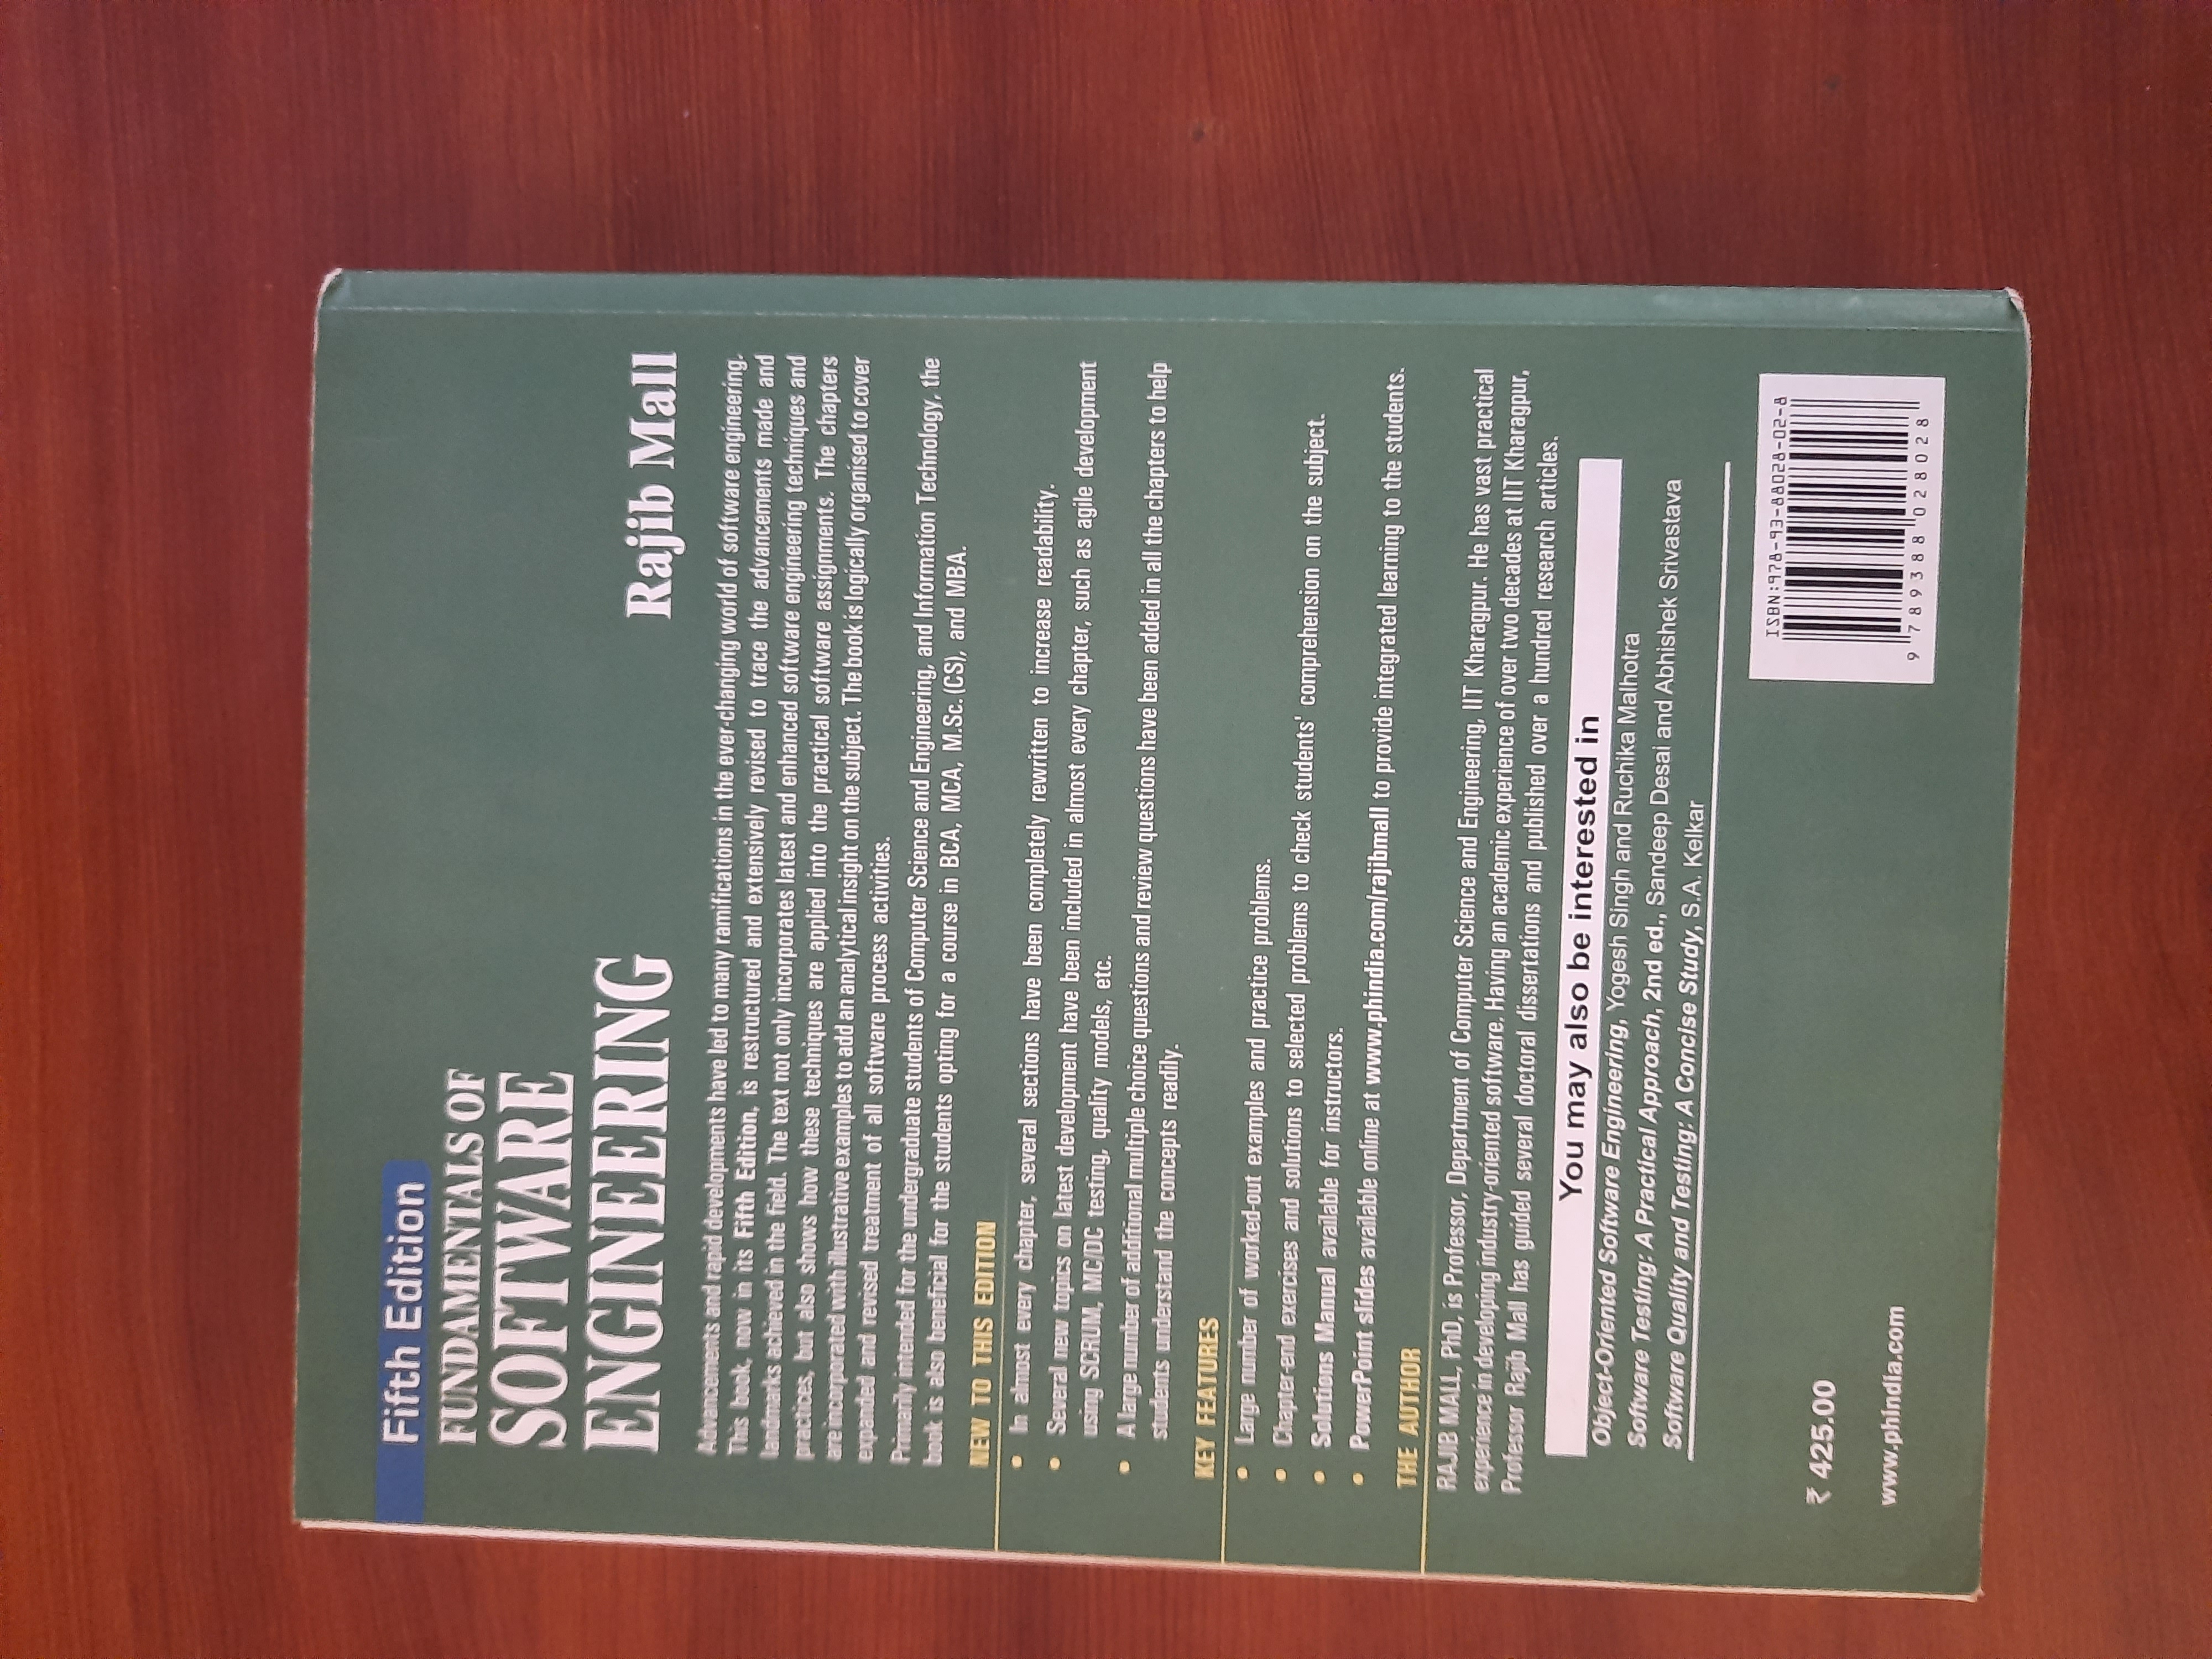 Fifth Edition
FUNDAMENTALS OF
SOFTWARE
ENGINEERING
Rajib Mall
Advancements and rapid developments have led to many ramifications in the ever-changing world of software engineering.
This book, now in its Fifth Edition, is restructured and extensively revised to trace the advancements made and
landmarks achieved in the field. The text not only incorporates latest and enhanced software engineering techniques and
practices, but also shows how these techniques are applied into the practical software assignments. The chapters
are incorporated with illustrative examples to add an analytical insight on the subject. The book is logically organised to cover
expanded and revised treatment of all software process activities.
Primarily intended for the undergraduate students of Computer Science and Engineering, and Information Technology, the
book is also beneficial for the students opting for a course in BCA, MCA, M.Sc. (CS), and MBA.
NEW TO THIS EDITION
• In almost every chapter, several sections have been completely rewritten to increase readability.
• Several new topics on latest development have been included in almost every chapter, such as agile development
using SCRUM, MC/DC testing, quality models, etc.
• A large number of additional multiple choice questions and review questions have been added in all the chapters to help
students understand the concepts readily.
KEY FEATURES
• Large number of worked-out examples and practice problems.
• Chapter-end exercises and solutions to selected problems to check students' comprehension on the subject.
• Solutions Manual available for instructors.
• PowerPoint slides available online at www.phindia.com/rajibmall to provide integrated learning to the students.
THE AUTHOR
RAJIB MALL, PhD, is Professor, Department of Computer Science and Engineering, IIT Kharagpur. He has vast practical
experience in developing industry-oriented software. Having an academic experience of over two decades at IIT Kharagpur,
Professor Rajib Mall has guided several doctoral dissertations and published over a hundred research articles.
You may also be interested in
Object-Oriented Software Engineering, Yogesh Singh and Ruchika Malhotra
Software Testing: A Practical Approach, 2nd ed., Sandeep Desai and Abhishek Srivastava
Software Quality and Testing: A Concise Study, S.A. Kelkar
ISBN:978-93-88028-02-8
9 789388 028028
₹ 425.00
www.phindia.com